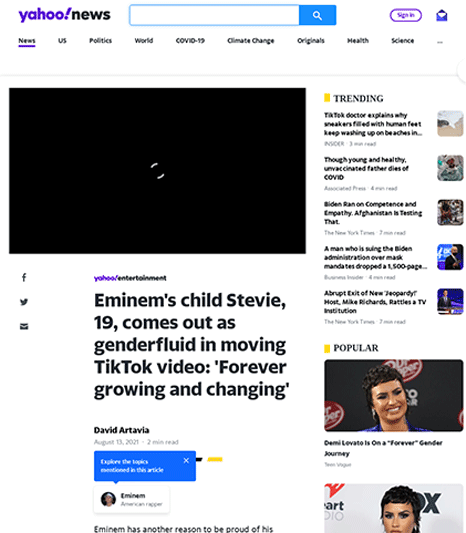 yahoo!news
Sign in
News US Politics World COVID-19 Climate Change Originals Health Science ...
TRENDING
TikTok doctor explains why
sneakers filled with human feet
keep washing up on beaches in...
INSIDER · 3 min read
Though young and healthy,
unvaccinated father dies of
COVID
Associated Press · 4 min read
Biden Ran on Competence and
Empathy. Afghanistan Is Testing
That.
The New York Times · 7 min read
A man who is suing the Biden
administration over mask
mandates dropped a 1,500-page...
Business Insider · 4 min read
Abrupt Exit of New 'Jeopardy!'
Host, Mike Richards, Rattles a TV
Institution
The New York Times · 7 min read
yahoo!entertainment
Eminem's child Stevie,
19, comes out as
genderfluid in moving
TikTok video: 'Forever
growing and changing'
David Artavia
August 13, 2021 · 2 min read
Explore the topics
mentioned in this article
Eminem
American rapper
Eminem has another reason to be proud of his
POPULAR
Demi Lovato Is On a "Forever" Gender
Journey
Teen Vogue